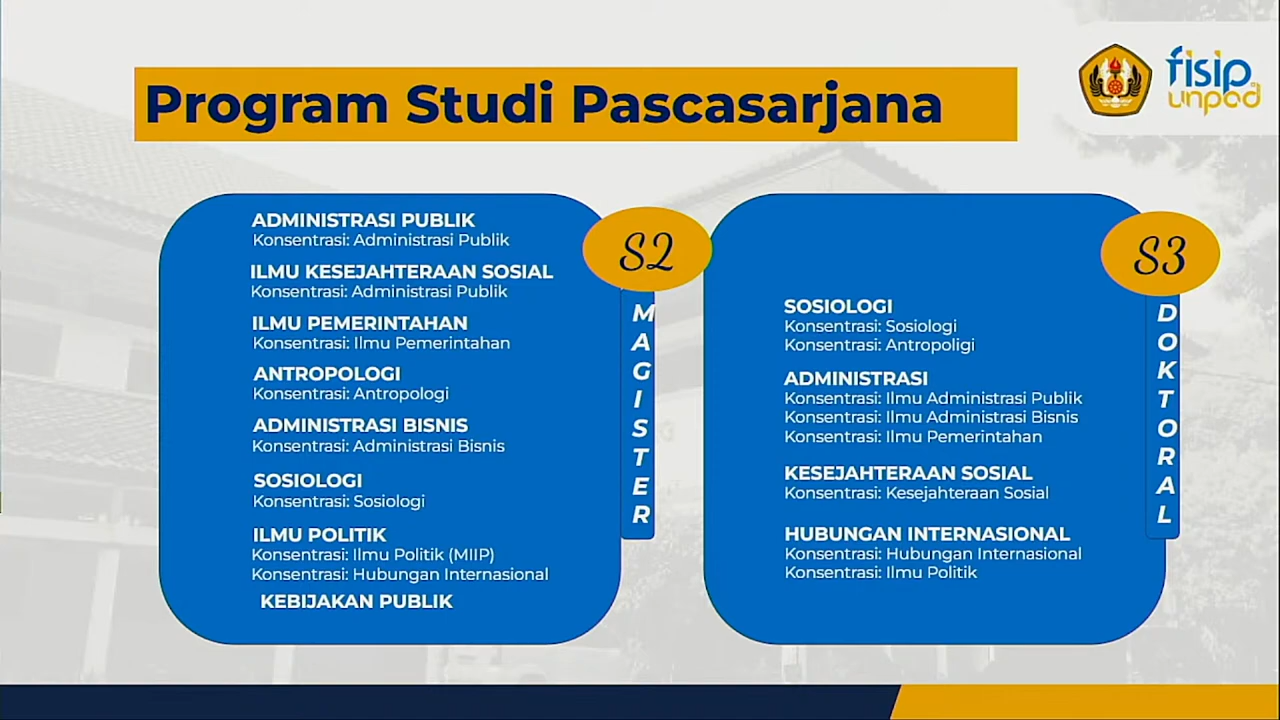 fisip
unpad
Program Studi Pascasarjana
S2
MAGISTER
ADMINISTRASI PUBLIK
Konsentrasi: Administrasi Publik
ILMU KESEJAHTERAAN SOSIAL
Konsentrasi: Administrasi Publik
ILMU PEMERINTAHAN
Konsentrasi: Ilmu Pemerintahan
ANTROPOLOGI
Konsentrasi: Antropologi
ADMINISTRASI BISNIS
Konsentrasi: Administrasi Bisnis
SOSIOLOGI
Konsentrasi: Sosiologi
ILMU POLITIK
Konsentrasi: Ilmu Politik (MIIP)
Konsentrasi: Hubungan Internasional
KEBIJAKAN PUBLIK
S3
DOKTORAL
SOSIOLOGI
Konsentrasi: Sosiologi
Konsentrasi: Antropoligi
ADMINISTRASI
Konsentrasi: Ilmu Administrasi Publik
Konsentrasi: Ilmu Administrasi Bisnis
Konsentrasi: Ilmu Pemerintahan
KESEJAHTERAAN SOSIAL
Konsentrasi: Kesejahteraan Sosial
HUBUNGAN INTERNASIONAL
Konsentrasi: Hubungan Internasional
Konsentrasi: Ilmu Politik